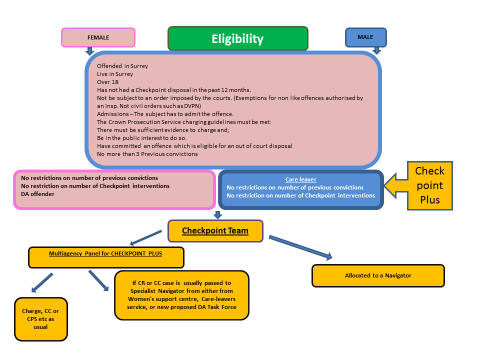 FEMALE
Eligibility
MALE
Offended in Surrey
Live in Surrey
Over 18
Has not had a Checkpoint disposal in the past 12 months.
Not be subject to an order imposed by the courts. (Exemptions for non like offences authorised by
an Insp. Not civil orders such as DVPN)
Admissions – The subject has to admit the offence.
The Crown Prosecution Service charging guidelines must be met:
There must be sufficient evidence to charge and;
Be in the public interest to do so.
Have committed an offence which is eligible for an out of court disposal
No more than 3 Previous convictions
No restrictions on number of previous convictions
No restriction on number of Checkpoint interventions
DA offender
Care leaver
No restrictions on number of previous convictions
No restriction on number of Checkpoint interventions
Check
point
Plus
Checkpoint Team
Multiagency Panel for CHECKPOINT PLUS
Allocated to a Navigator
If CR or CC case is usually passed to
Specialist Navigator from either from
Women's support centre, Care-leavers
service, or new proposed DA Task Force
Charge, CC or
CPS etc as
usual